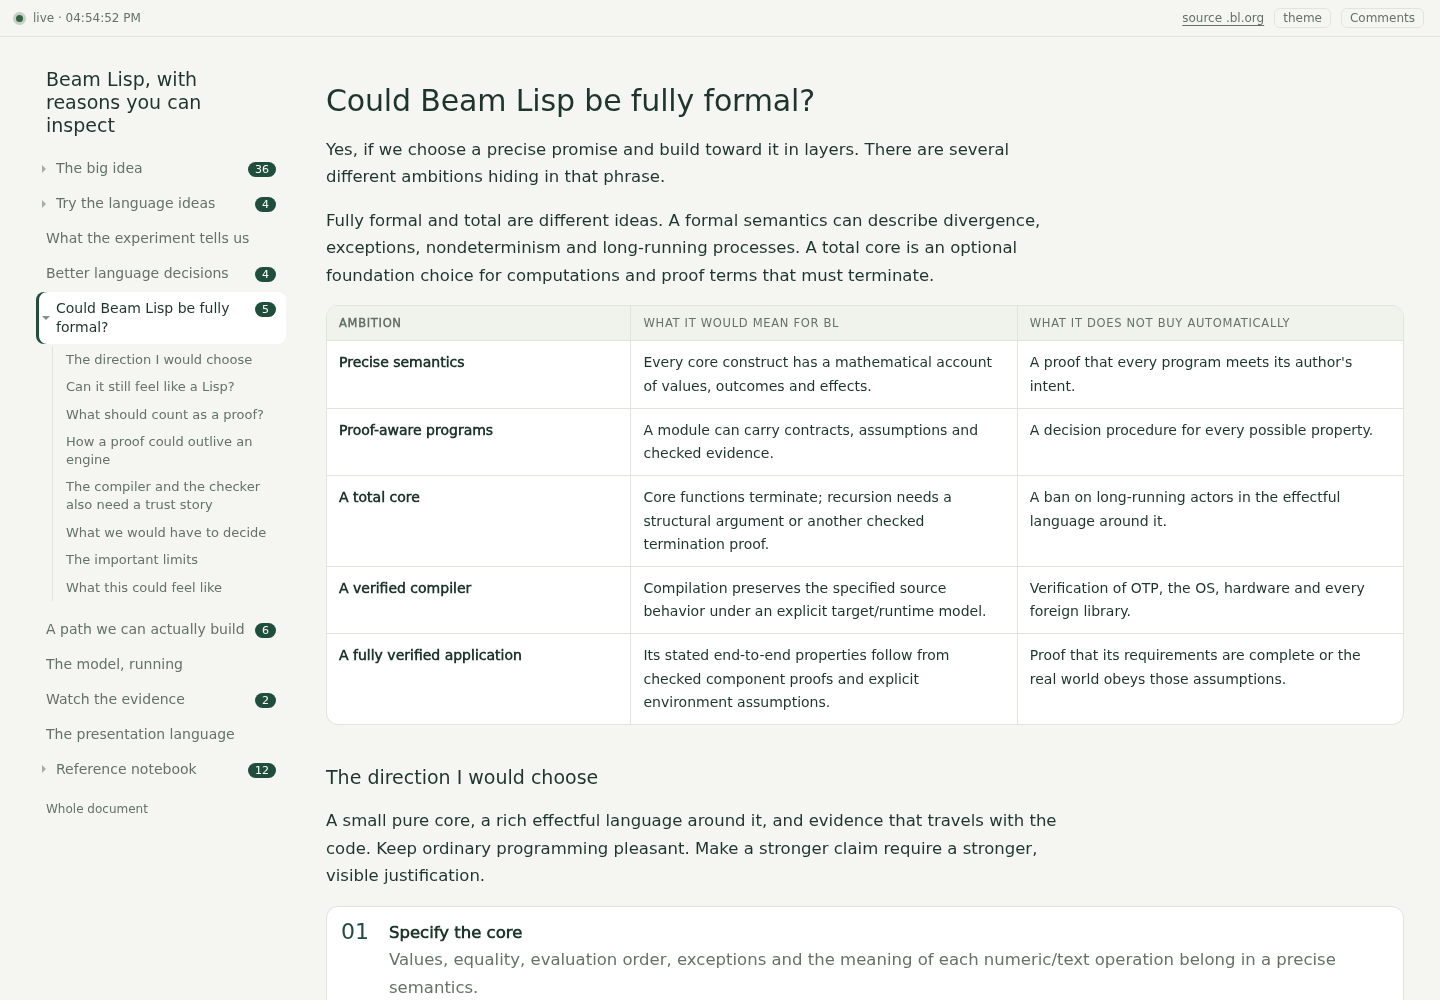 live · 04:54:52 PM
source .bl.org
theme
Comments
Beam Lisp, with
reasons you can
inspect
The big idea 36
Try the language ideas 4
What the experiment tells us
Better language decisions 4
Could Beam Lisp be fully
formal? 5
The direction I would choose
Can it still feel like a Lisp?
What should count as a proof?
How a proof could outlive an
engine
The compiler and the checker
also need a trust story
What we would have to decide
The important limits
What this could feel like
A path we can actually build 6
The model, running
Watch the evidence 2
The presentation language
Reference notebook 12
Whole document
Could Beam Lisp be fully formal?
Yes, if we choose a precise promise and build toward it in layers. There are several
different ambitions hiding in that phrase.
Fully formal and total are different ideas. A formal semantics can describe divergence,
exceptions, nondeterminism and long-running processes. A total core is an optional
foundation choice for computations and proof terms that must terminate.
AMBITION
WHAT IT WOULD MEAN FOR BL
WHAT IT DOES NOT BUY AUTOMATICALLY
Precise semantics
Every core construct has a mathematical account
of values, outcomes and effects.
A proof that every program meets its author's
intent.
Proof-aware programs
A module can carry contracts, assumptions and
checked evidence.
A decision procedure for every possible property.
A total core
Core functions terminate; recursion needs a
structural argument or another checked
termination proof.
A ban on long-running actors in the effectful
language around it.
A verified compiler
Compilation preserves the specified source
behavior under an explicit target/runtime model.
Verification of OTP, the OS, hardware and every
foreign library.
A fully verified application
Its stated end-to-end properties follow from
checked component proofs and explicit
environment assumptions.
Proof that its requirements are complete or the
real world obeys those assumptions.
The direction I would choose
A small pure core, a rich effectful language around it, and evidence that travels with the
code. Keep ordinary programming pleasant. Make a stronger claim require a stronger,
visible justification.
01
Specify the core
Values, equality, evaluation order, exceptions and the meaning of each numeric/text operation belong in a precise
semantics.